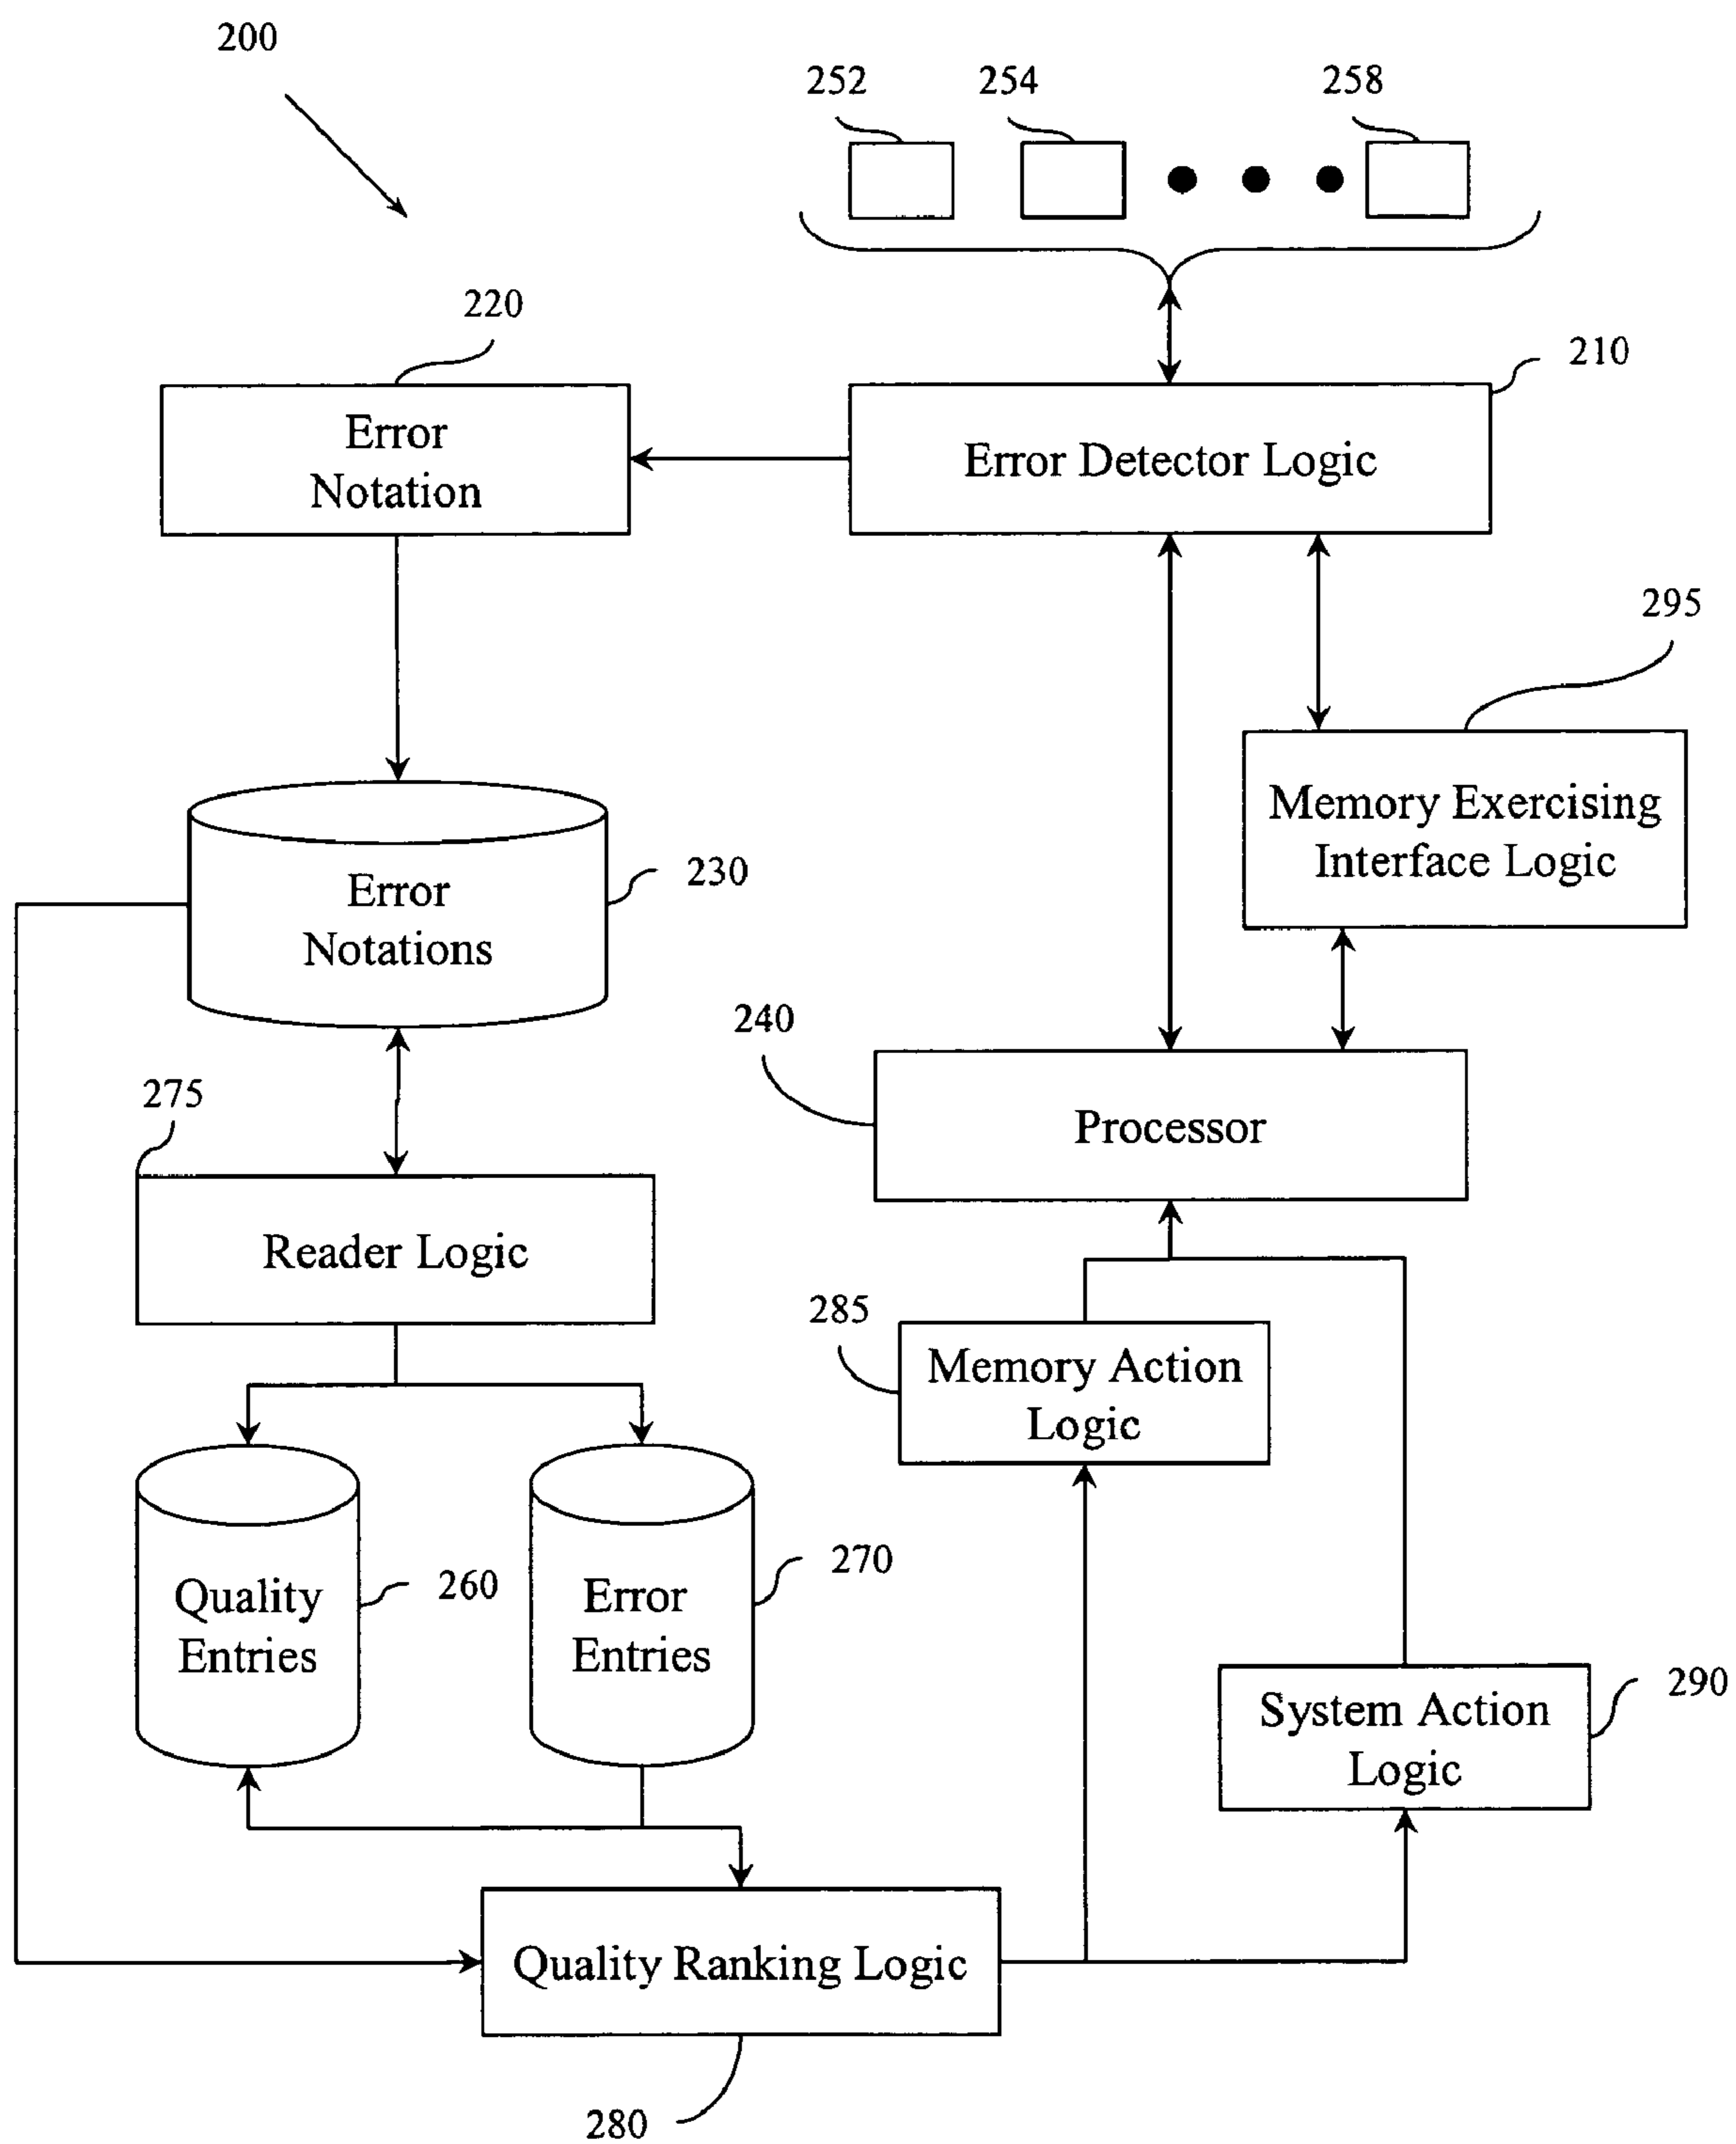 200
252
254
258
220
210
Error
Notation
Error Detector Logic
295
Memory Exercising
Interface Logic
230
Error
Notations
240
275
Processor
Reader Logic
285
Memory Action
Logic
270
260
Quality
Entries
Error
Entries
290
System Action
Logic
Quality Ranking Logic
280